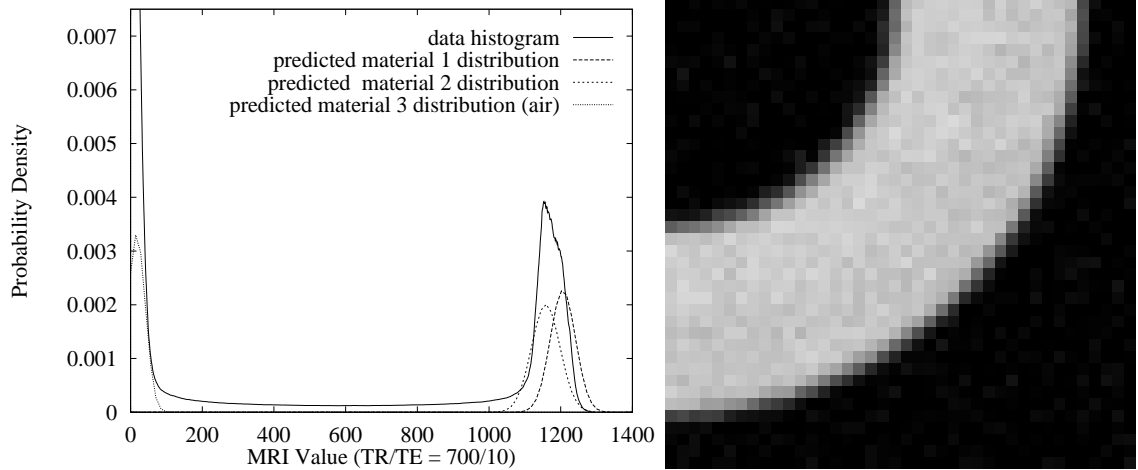 0.007
0.006
0.005
0.004
0.003
0.002
0.001
0
Probability Density
data histogram
predicted material 1 distribution
predicted material 2 distribution
predicted material 3 distribution (air)
0 200 400 600 800 1000 1200 1400
MRI Value (TR/TE = 700/10)